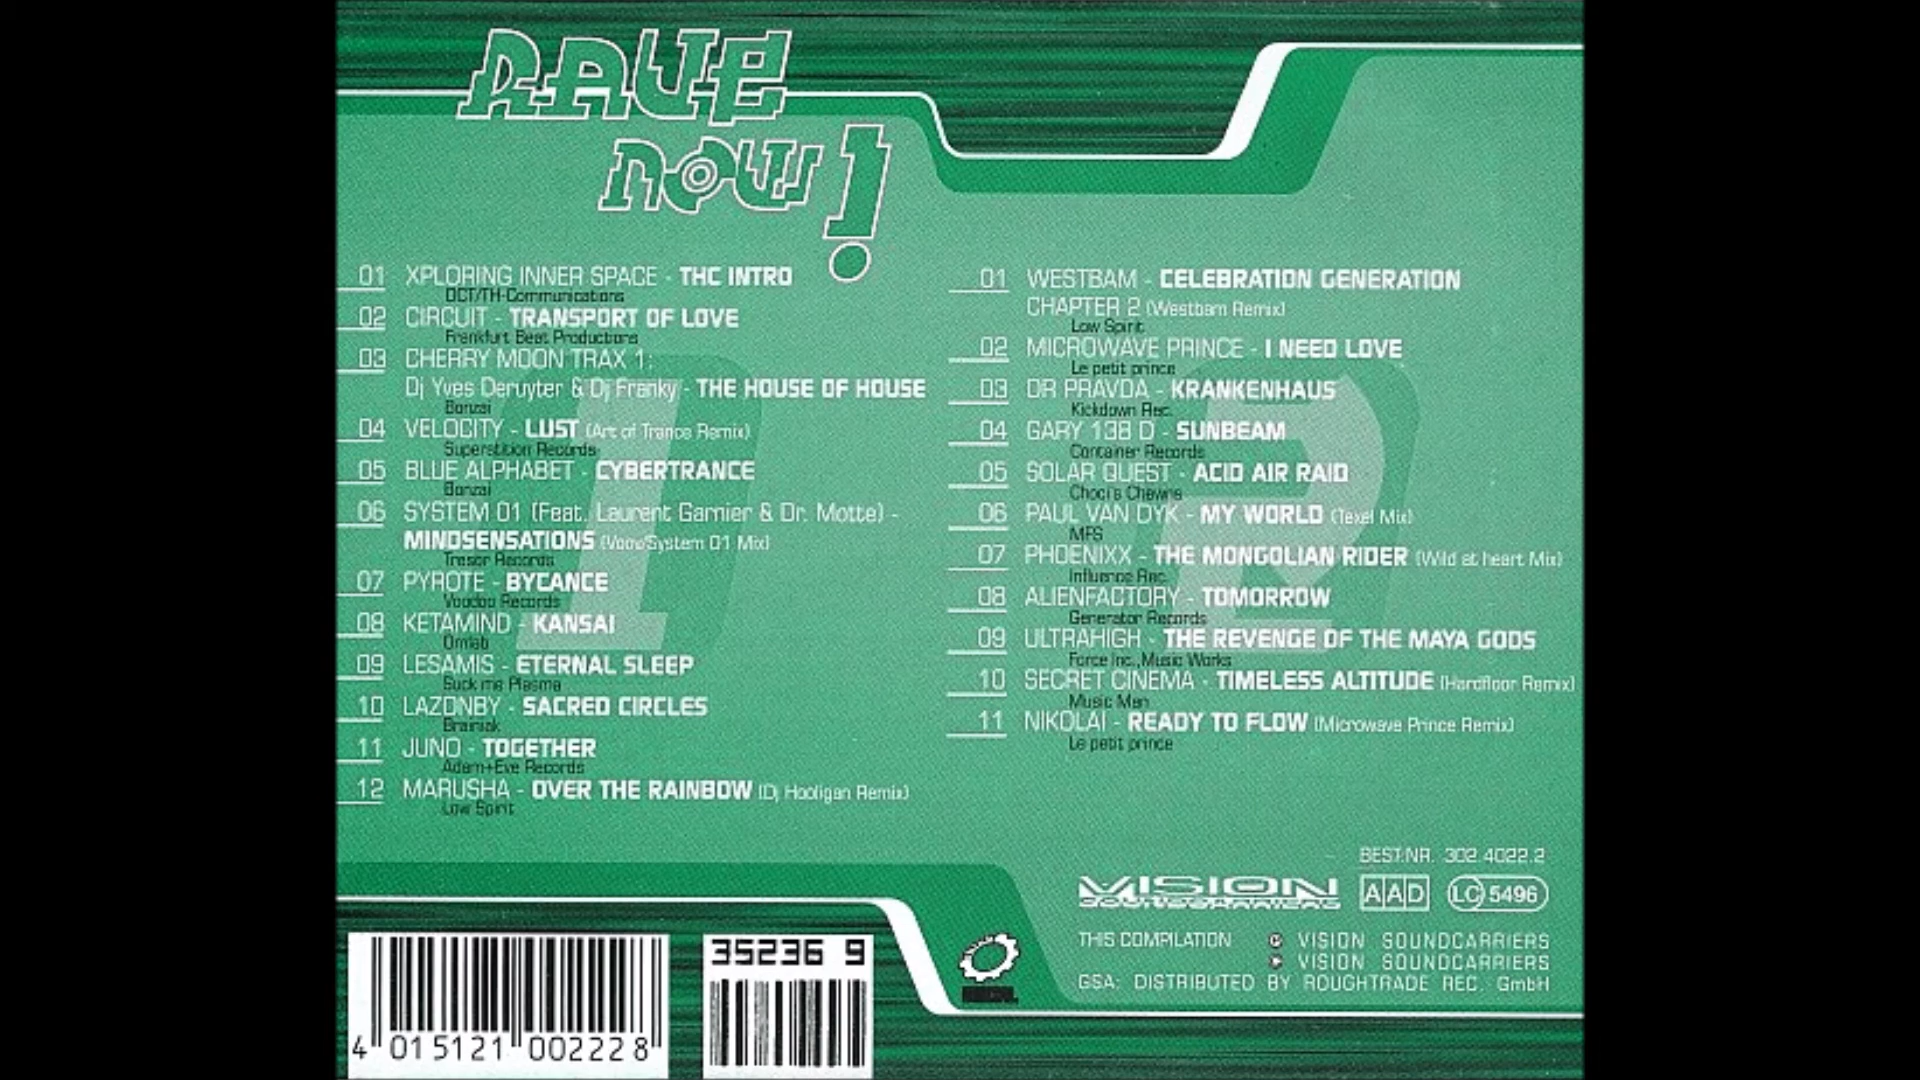 RAVE
NOW!
01 XPLORING INNER SPACE - THC INTRO
OCT/TH-Communications
02 CIRCUIT - TRANSPORT OF LOVE
Frankfurt Beat Productions
03 CHERRY MOON TRAX 1:
Dj Yves Deruyter & Dj Franky - THE HOUSE OF HOUSE
Bonzai
04 VELOCITY - LUST (Art of Trance Remix)
Superstition Records
05 BLUE ALPHABET - CYBERTRANCE
Bonzai
06 SYSTEM 01 (Feat. Laurent Garnier & Dr. Motte) -
MINDSENSATIONS (Voov/System 01 Mix)
Tresor Records
07 PYROTE - BYCANCE
Voodoo Records
08 KETAMIND - KANSAI
Omlab
09 LESAMIS - ETERNAL SLEEP
Suck me Plasma
10 LAZONBY - SACRED CIRCLES
Brainiak
11 JUNO - TOGETHER
Adam+Eve Records
12 MARUSHA - OVER THE RAINBOW (Dj Hooligan Remix)
Low Spirit
1
01 WESTBAM - CELEBRATION GENERATION
CHAPTER 2 (Westbam Remix)
Low Spirit
02 MICROWAVE PRINCE - I NEED LOVE
Le petit prince
03 DR PRAVDA - KRANKENHAUS
Kickdown Rec.
04 GARY 138 D - SUNBEAM
Container Records
05 SOLAR QUEST - ACID AIR RAID
Choci's Chewns
06 PAUL VAN DYK - MY WORLD (Texel Mix)
MFS
07 PHOENIXX - THE MONGOLIAN RIDER (Wild at heart Mix)
Influence Rec.
08 ALIENFACTORY - TOMORROW
Generator Records
09 ULTRAHIGH - THE REVENGE OF THE MAYA GODS
Force Inc.,Music Works
10 SECRET CINEMA - TIMELESS ALTITUDE (Hardfloor Remix)
Music Man
11 NIKOLAI - READY TO FLOW (Microwave Prince Remix)
Le petit prince
2
BEST.NR. 302.4022.2
VISION
SOUNDCARRIERS
AAD
LC 5496
THIS COMPILATION Ⓒ VISION SOUNDCARRIERS
Ⓟ VISION SOUNDCARRIERS
GSA: DISTRIBUTED BY ROUGHTRADE REC. GmbH
35236 9
4 015121 002228